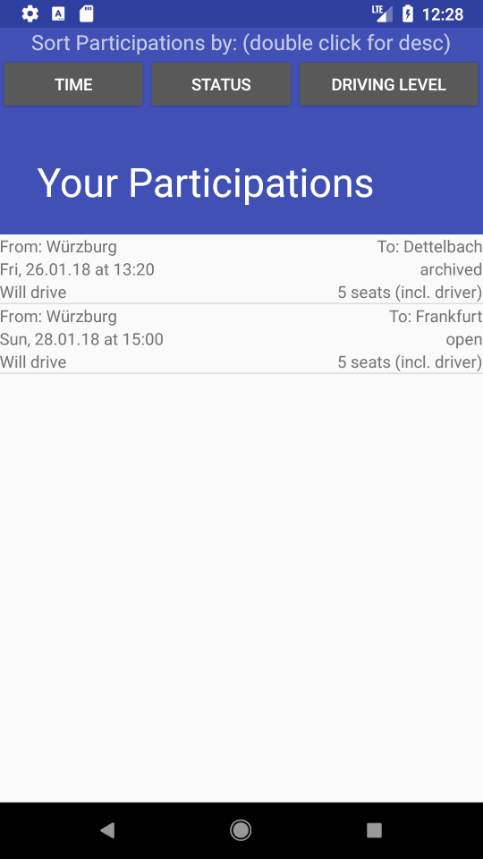 LTE 12:28
Sort Participations by: (double click for desc)
TIME STATUS DRIVING LEVEL
Your Participations
From: Würzburg To: Dettelbach
Fri, 26.01.18 at 13:20 archived
Will drive 5 seats (incl. driver)
From: Würzburg To: Frankfurt
Sun, 28.01.18 at 15:00 open
Will drive 5 seats (incl. driver)